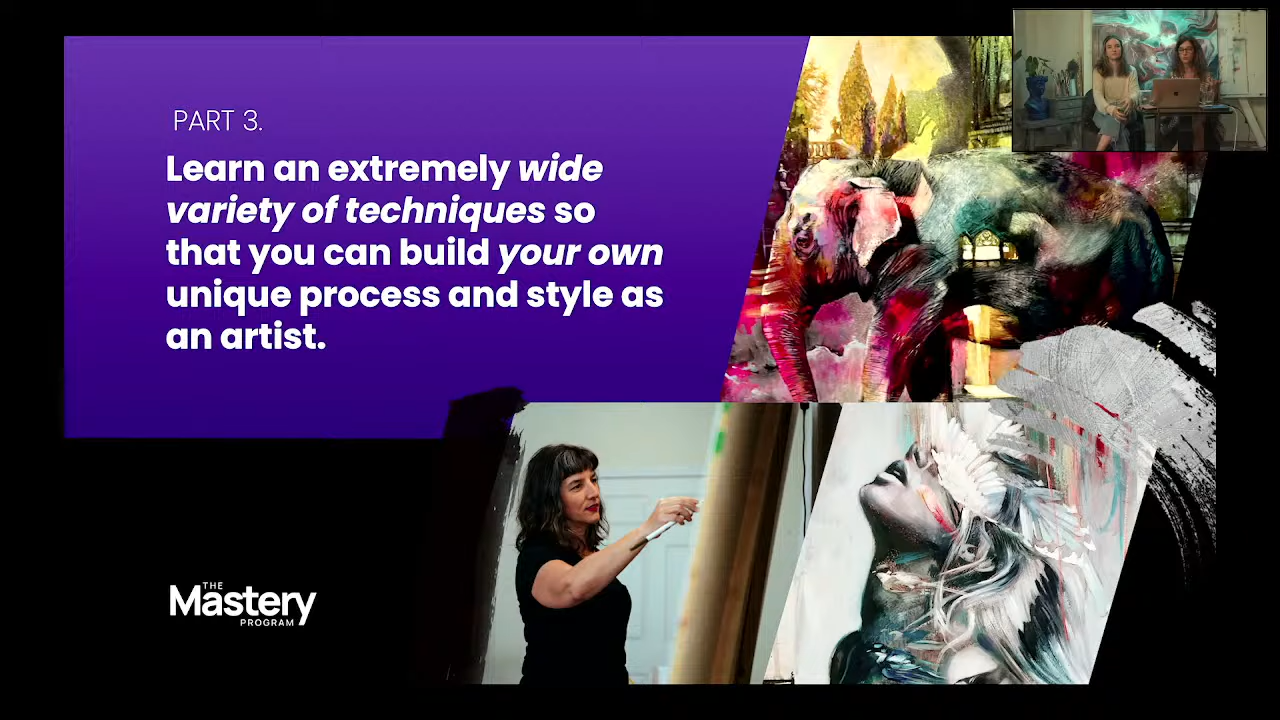 PART 3.
Learn an extremely wide
variety of techniques so
that you can build your own
unique process and style as
an artist.
THE
Mastery
PROGRAM